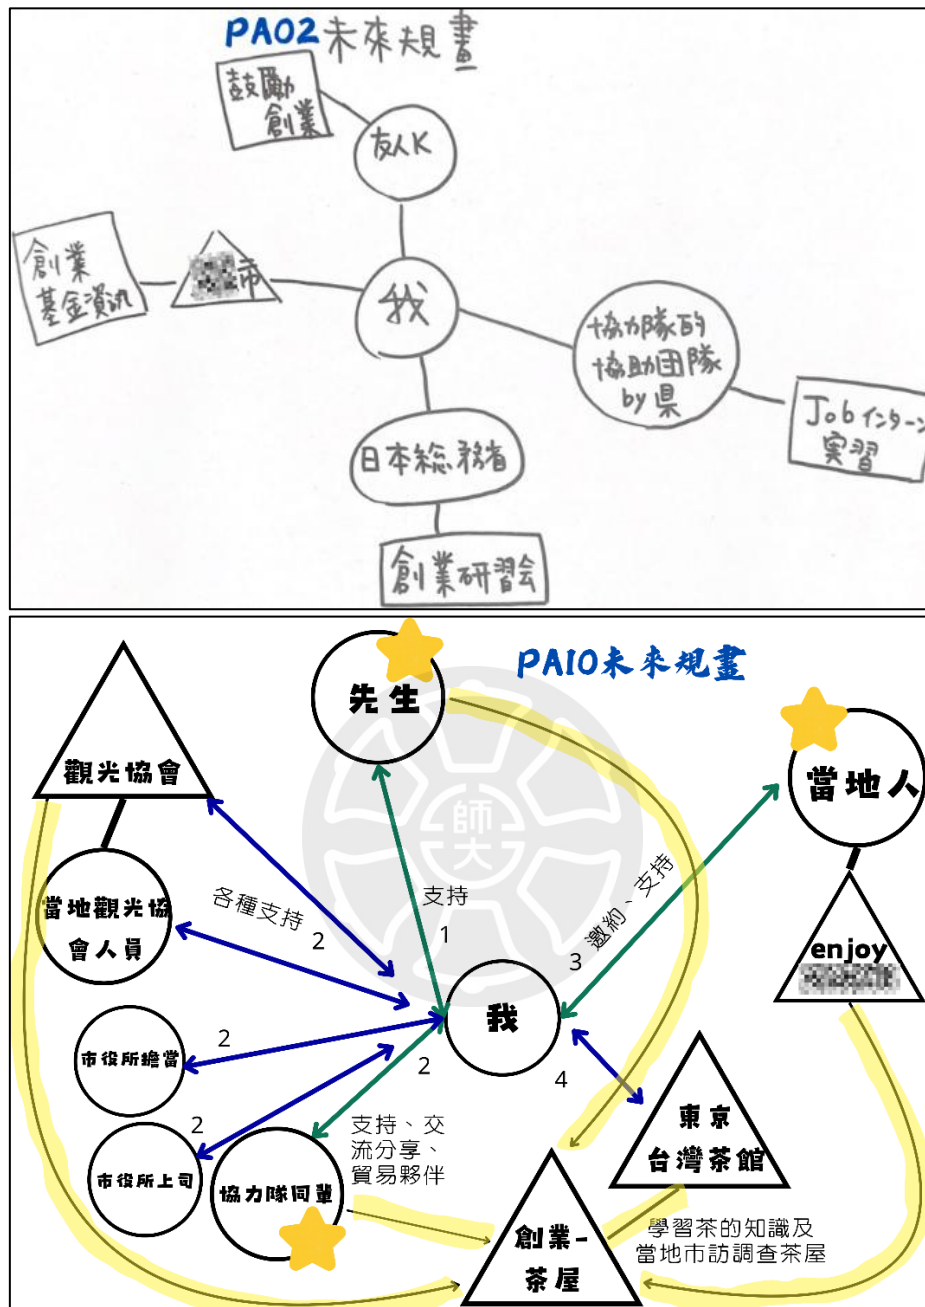 PA02未來規畫
鼓勵
創業
友人K
創業
基金資訊
市
我
協力隊的
協助団隊
by 県
Job インターン
実習
日本総務省
創業研習会
PA10未來規畫
先生
觀光協會
當地人
師
大
當地觀光協
會人員
各種支持
2
支持
1
邀約、支持
3
enjoy
我
市役所擔當
2
2
4
市役所上司
2
協力隊同輩
支持、交
流分享、
貿易夥伴
東京
台灣茶館
創業-
茶屋
學習茶的知識及
當地市訪調查茶屋